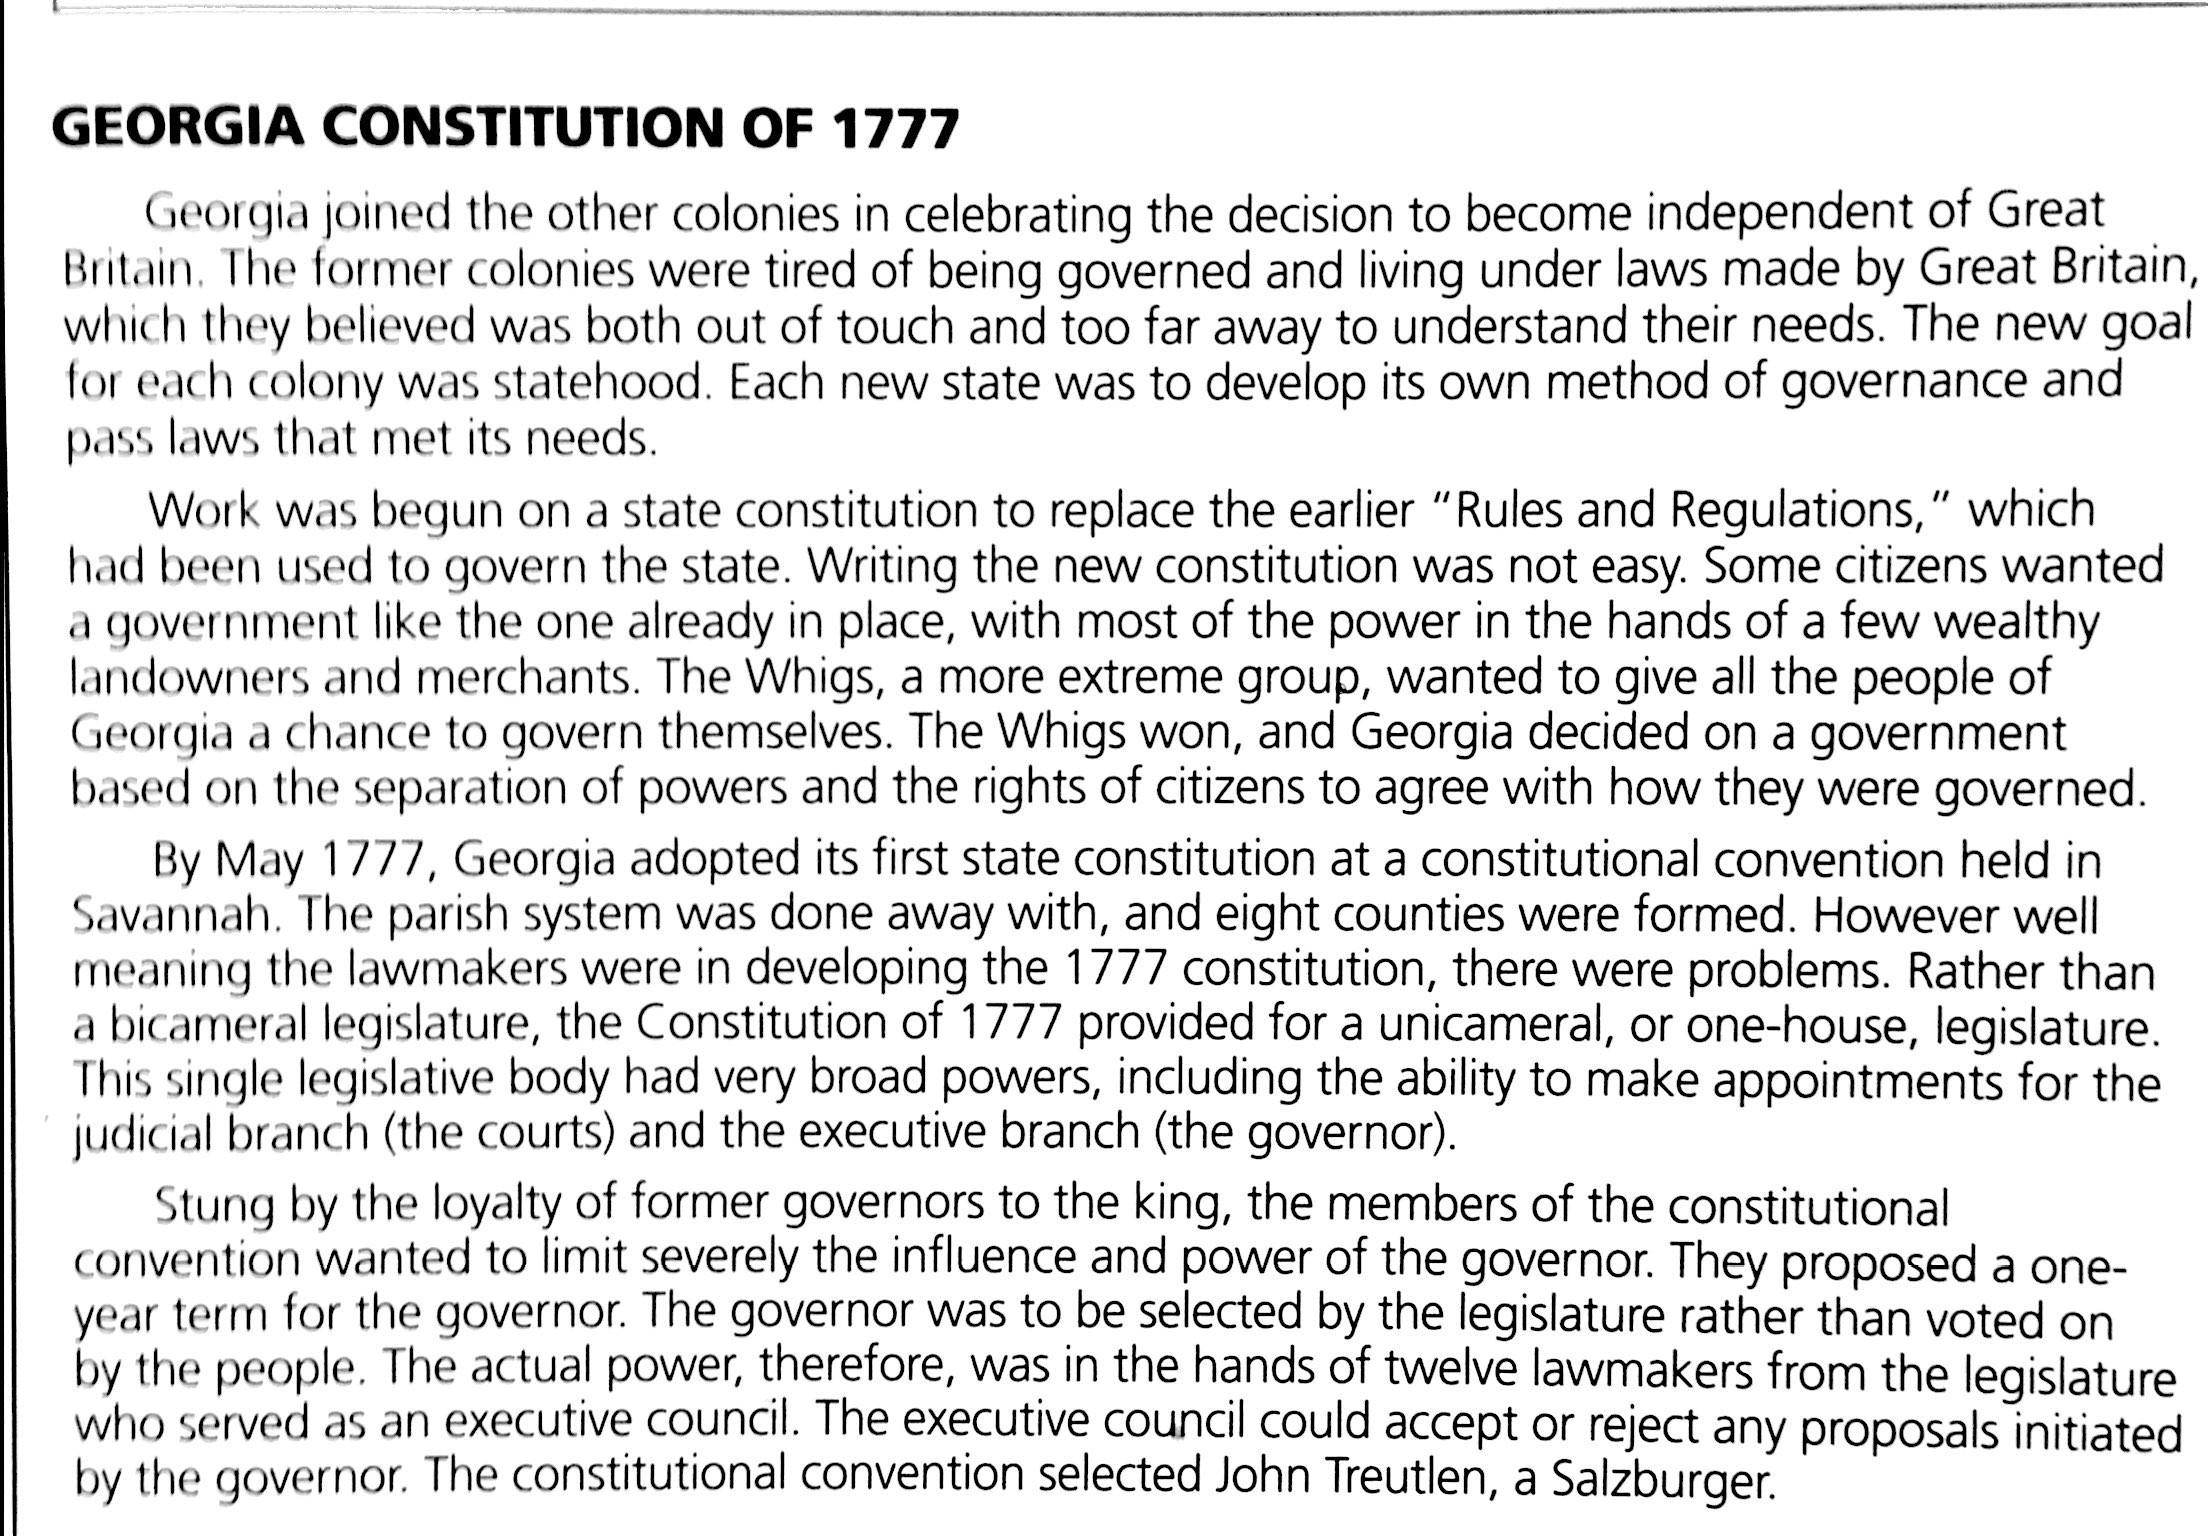 GEORGIA CONSTITUTION OF 1777
Georgia joined the other colonies in celebrating the decision to become independent of Great
Britain. The former colonies were tired of being governed and living under laws made by Great Britain,
which they believed was both out of touch and too far away to understand their needs. The new goal
for each colony was statehood. Each new state was to develop its own method of governance and
pass laws that met its needs.
Work was begun on a state constitution to replace the earlier “Rules and Regulations,” which
had been used to govern the state. Writing the new constitution was not easy. Some citizens wanted
a government like the one already in place, with most of the power in the hands of a few wealthy
landowners and merchants. The Whigs, a more extreme group, wanted to give all the people of
Georgia a chance to govern themselves. The Whigs won, and Georgia decided on a government
based on the separation of powers and the rights of citizens to agree with how they were governed.
By May 1777, Georgia adopted its first state constitution at a constitutional convention held in
Savannah. The parish system was done away with, and eight counties were formed. However well
meaning the lawmakers were in developing the 1777 constitution, there were problems. Rather than
a bicameral legislature, the Constitution of 1777 provided for a unicameral, or one-house, legislature.
This single legislative body had very broad powers, including the ability to make appointments for the
judicial branch (the courts) and the executive branch (the governor).
Stung by the loyalty of former governors to the king, the members of the constitutional
convention wanted to limit severely the influence and power of the governor. They proposed a one-
year term for the governor. The governor was to be selected by the legislature rather than voted on
by the people. The actual power, therefore, was in the hands of twelve lawmakers from the legislature
who served as an executive council. The executive council could accept or reject any proposals initiated
by the governor. The constitutional convention selected John Treutlen, a Salzburger.